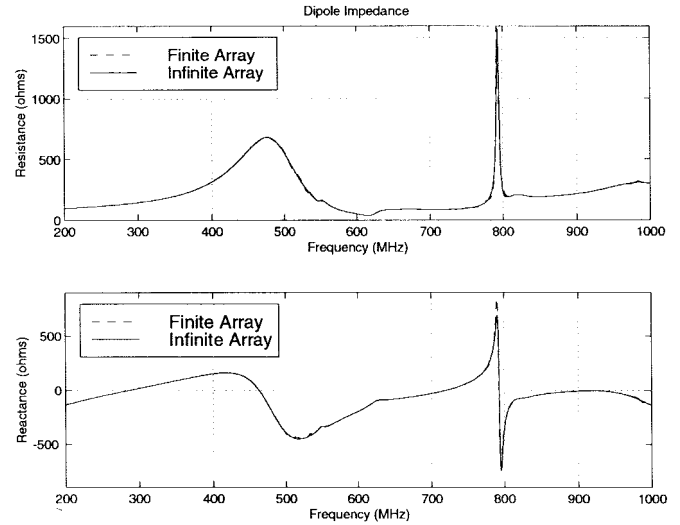 Dipole Impedance
1500
1000
500
0
Resistance (ohms)
Finite Array
Infinite Array
200 300 400 500 600 700 800 900 1000
Frequency (MHz)
500
0
-500
Reactance (ohms)
Finite Array
Infinite Array
200 300 400 500 600 700 800 900 1000
Frequency (MHz)